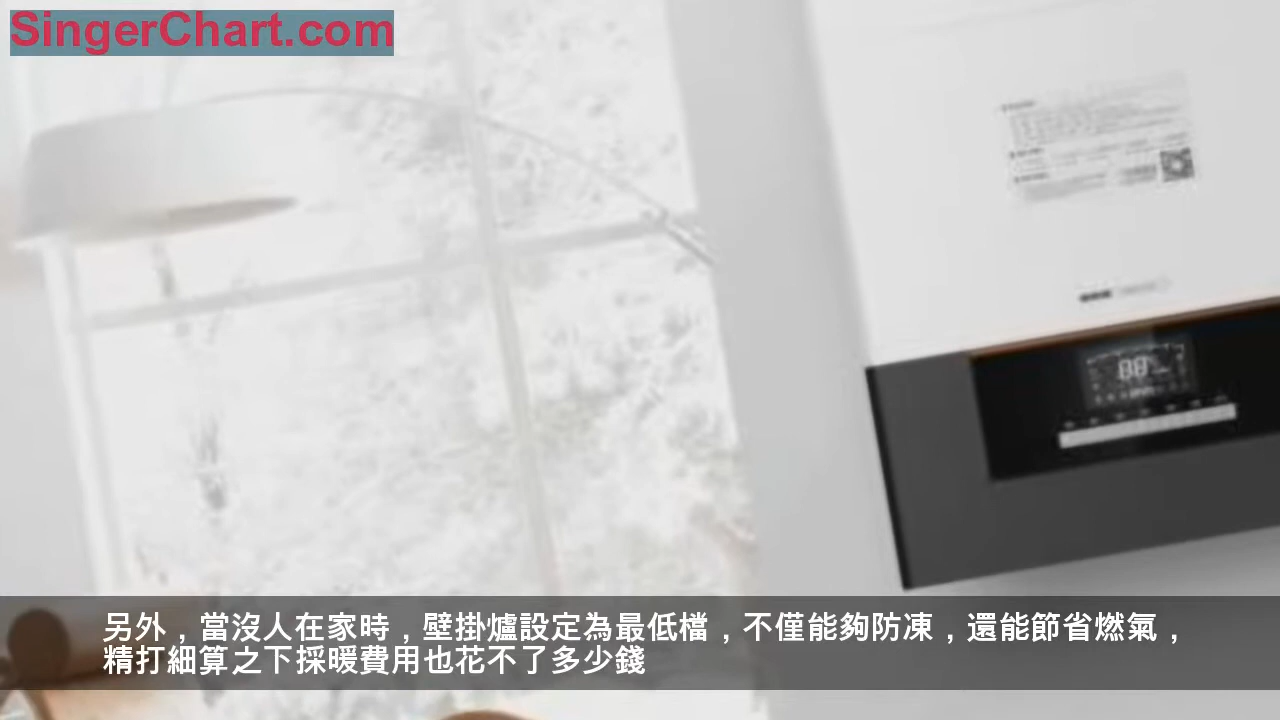 SingerChart.com
另外，當沒人在家時，壁掛爐設定為最低檔，不僅能夠防凍，還能節省燃氣，
精打細算之下採暖費用也花不了多少錢